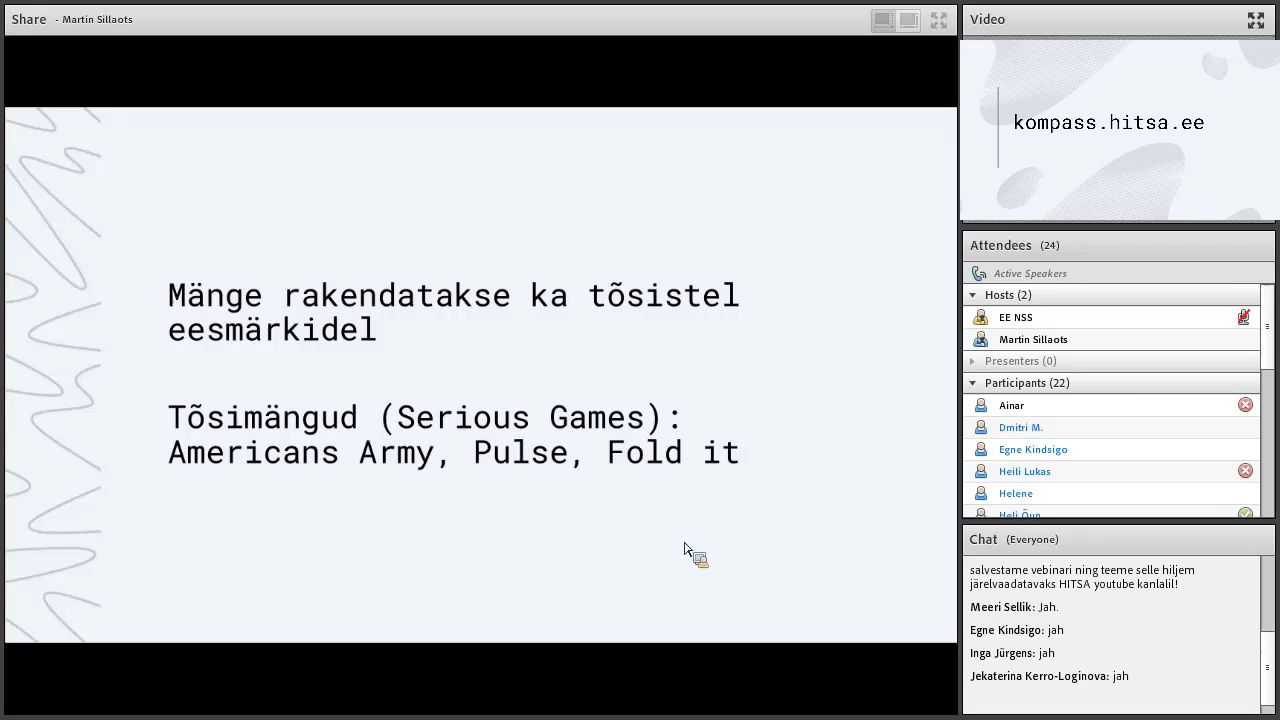 Share - Martin Sillaots
Mänge rakendatakse ka tõsistel
eesmärkidel
Tõsimängud (Serious Games):
Americans Army, Pulse, Fold it
Video
kompass.hitsa.ee
Attendees (24)
Active Speakers
Hosts (2)
EE NSS
Martin Sillaots
Presenters (0)
Participants (22)
Ainar
Dmitri M.
Egne Kindsigo
Heili Lukas
Helene
Heli Õun
Chat (Everyone)
salvestame vebinari ning teeme selle hiljem
järelvaadatavaks HITSA youtube kanlalil!
Meeri Sellik: Jah.
Egne Kindsigo: jah
Inga Jürgens: jah
Jekaterina Kerro-Loginova: jah